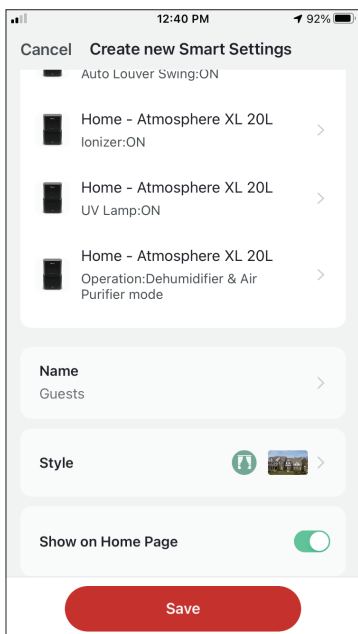 12:40 PM
92%
Cancel
Create new Smart Settings
Auto Louver Swing:ON
Home - Atmosphere XL 20L
Ionizer:ON
Home - Atmosphere XL 20L
UV Lamp:ON
Home - Atmosphere XL 20L
Operation:Dehumidifier & Air
Purifier mode
Name
Guests
Style
Show on Home Page
Save